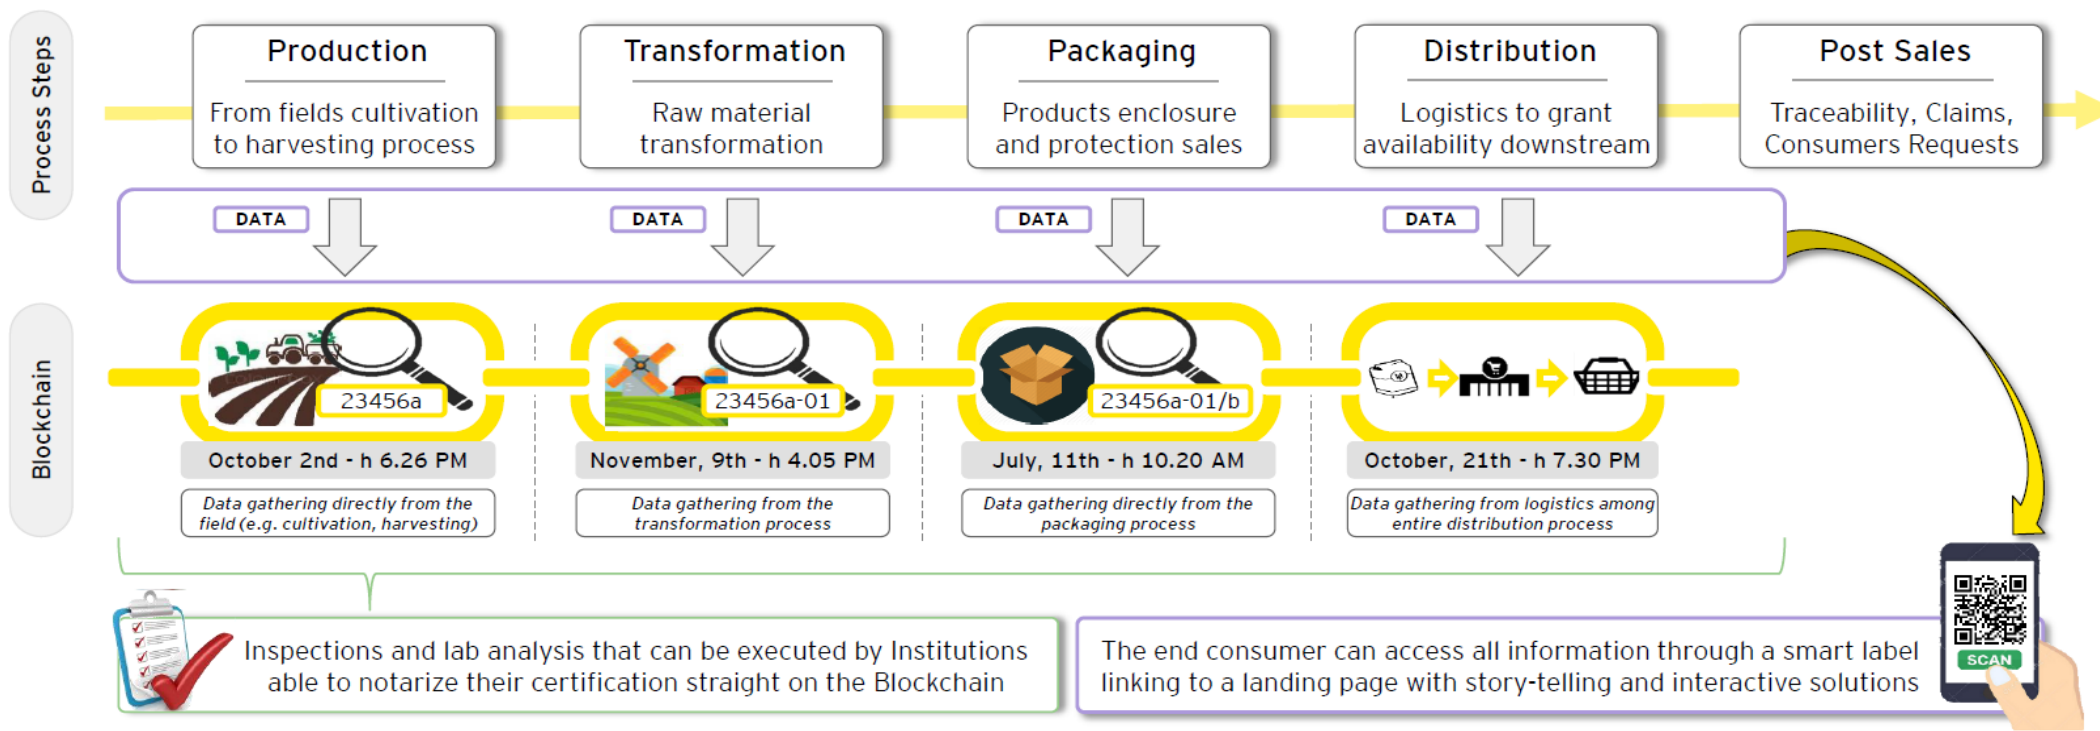 Process Steps
Production
From fields cultivation
to harvesting process
Transformation
Raw material
transformation
Packaging
Products enclosure
and protection sales
Distribution
Logistics to grant
availability downstream
Post Sales
Traceability, Claims,
Consumers Requests
DATA
DATA
DATA
DATA
Blockchain
23456a
23456a-01
23456a-01/b
October 2nd - h 6.26 PM
November, 9th - h 4.05 PM
July, 11th - h 10.20 AM
October, 21th - h 7.30 PM
Data gathering directly from the
field (e.g. cultivation, harvesting)
Data gathering from the
transformation process
Data gathering directly from the
packaging process
Data gathering from logistics among
entire distribution process
Inspections and lab analysis that can be executed by Institutions
able to notarize their certification straight on the Blockchain
The end consumer can access all information through a smart label
linking to a landing page with story-telling and interactive solutions
SCAN